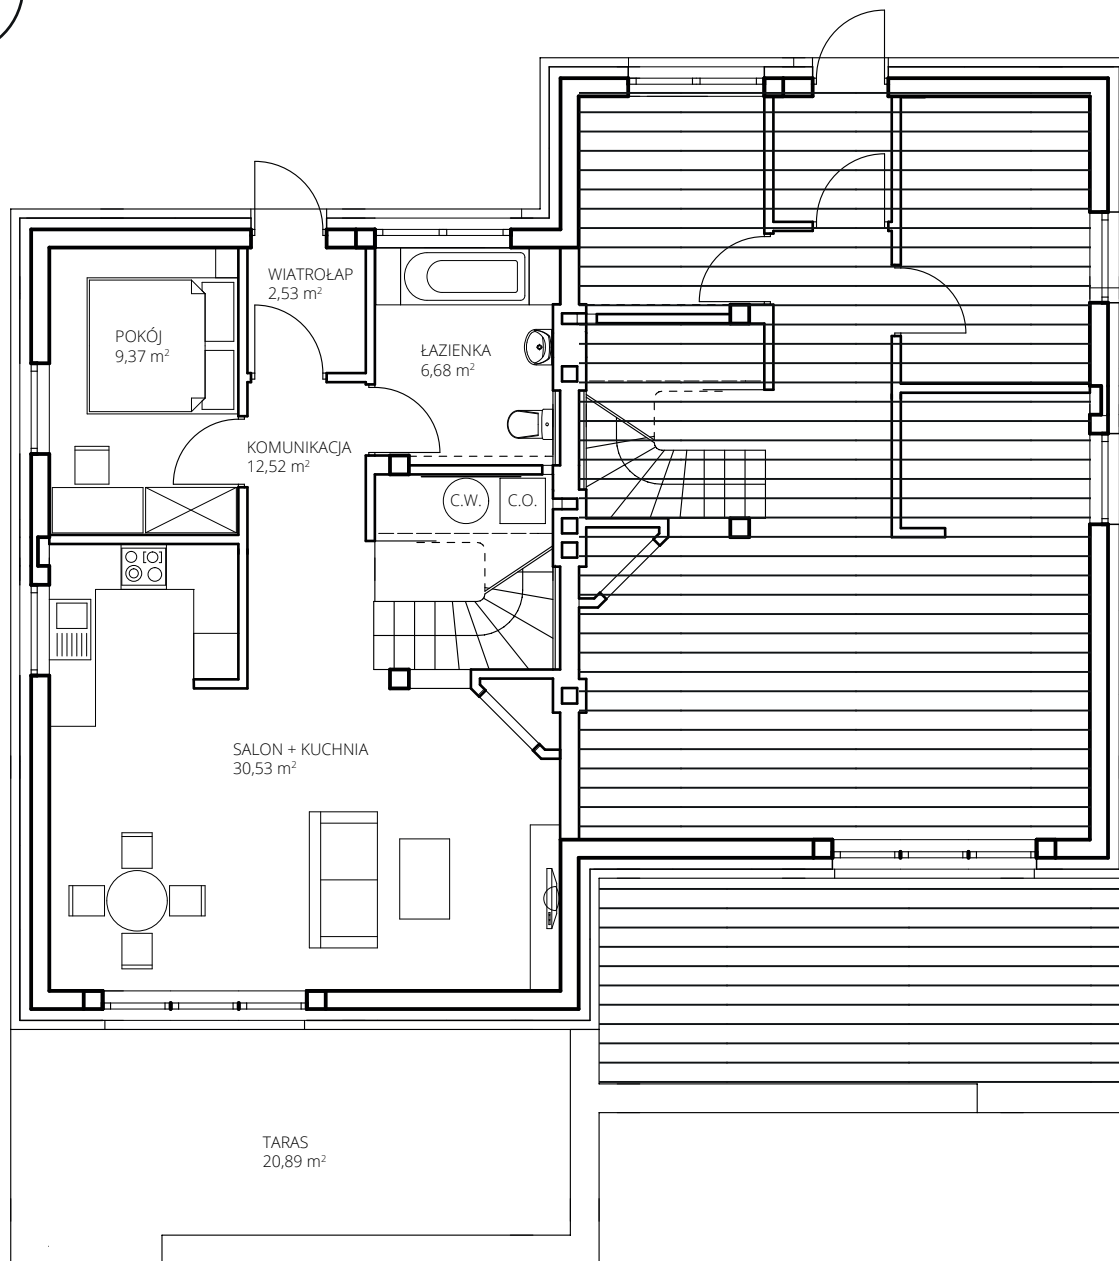 WIATROŁAP
2,53 m²
POKÓJ
9,37 m²
ŁAZIENKA
6,68 m²
KOMUNIKACJA
12,52 m²
C.W.
C.O.
SALON + KUCHNIA
30,53 m²
TARAS
20,89 m²